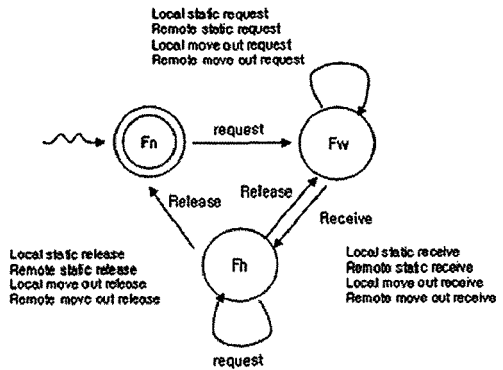 Local static request
Remote static request
Local move out request
Remote move out request
Fn
request
Fw
Release
Release
Receive
Local static release
Remote static release
Local move out release
Remote move out release
Fh
Local static receive
Remote static receive
Local move out receive
Remote move out receive
request